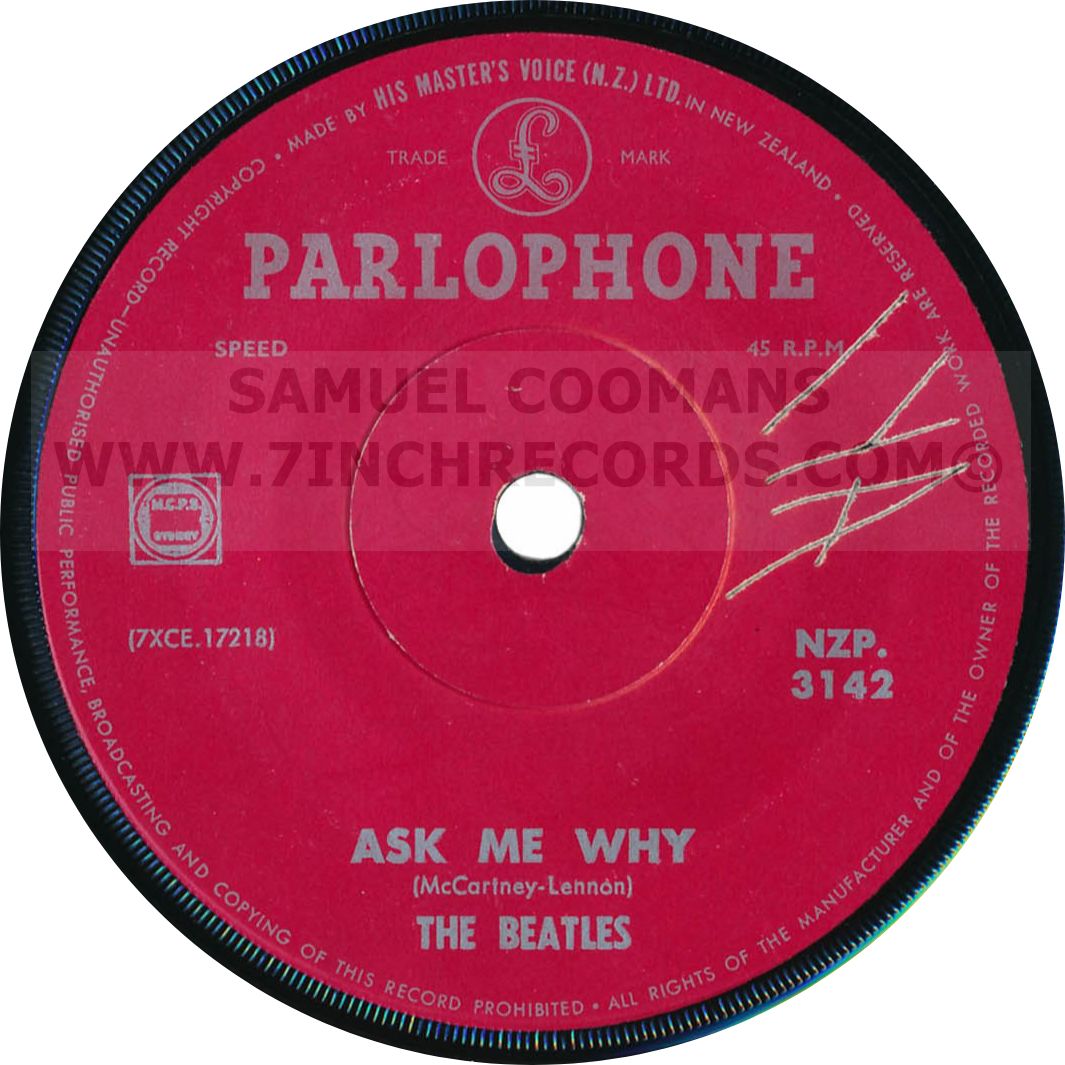 COPYRIGHT RECORD—UNAUTHORISED PUBLIC PERFORMANCE, BROADCASTING AND COPYING OF THIS RECORD PROHIBITED • ALL RIGHTS OF THE MANUFACTURER AND OF THE OWNER OF THE RECORDED WORK ARE RESERVED •
MADE BY HIS MASTER'S VOICE (N.Z.) LTD. IN NEW ZEALAND •
TRADE £ MARK
PARLOPHONE
SPEED 45 R.P.M
SAMUEL COOMANS
WWW.7INCHRECORDS.COM©
M.C.P.S.
SYDNEY
(7XCE.17218)
NZP.
3142
ASK ME WHY
(McCartney-Lennon)
THE BEATLES